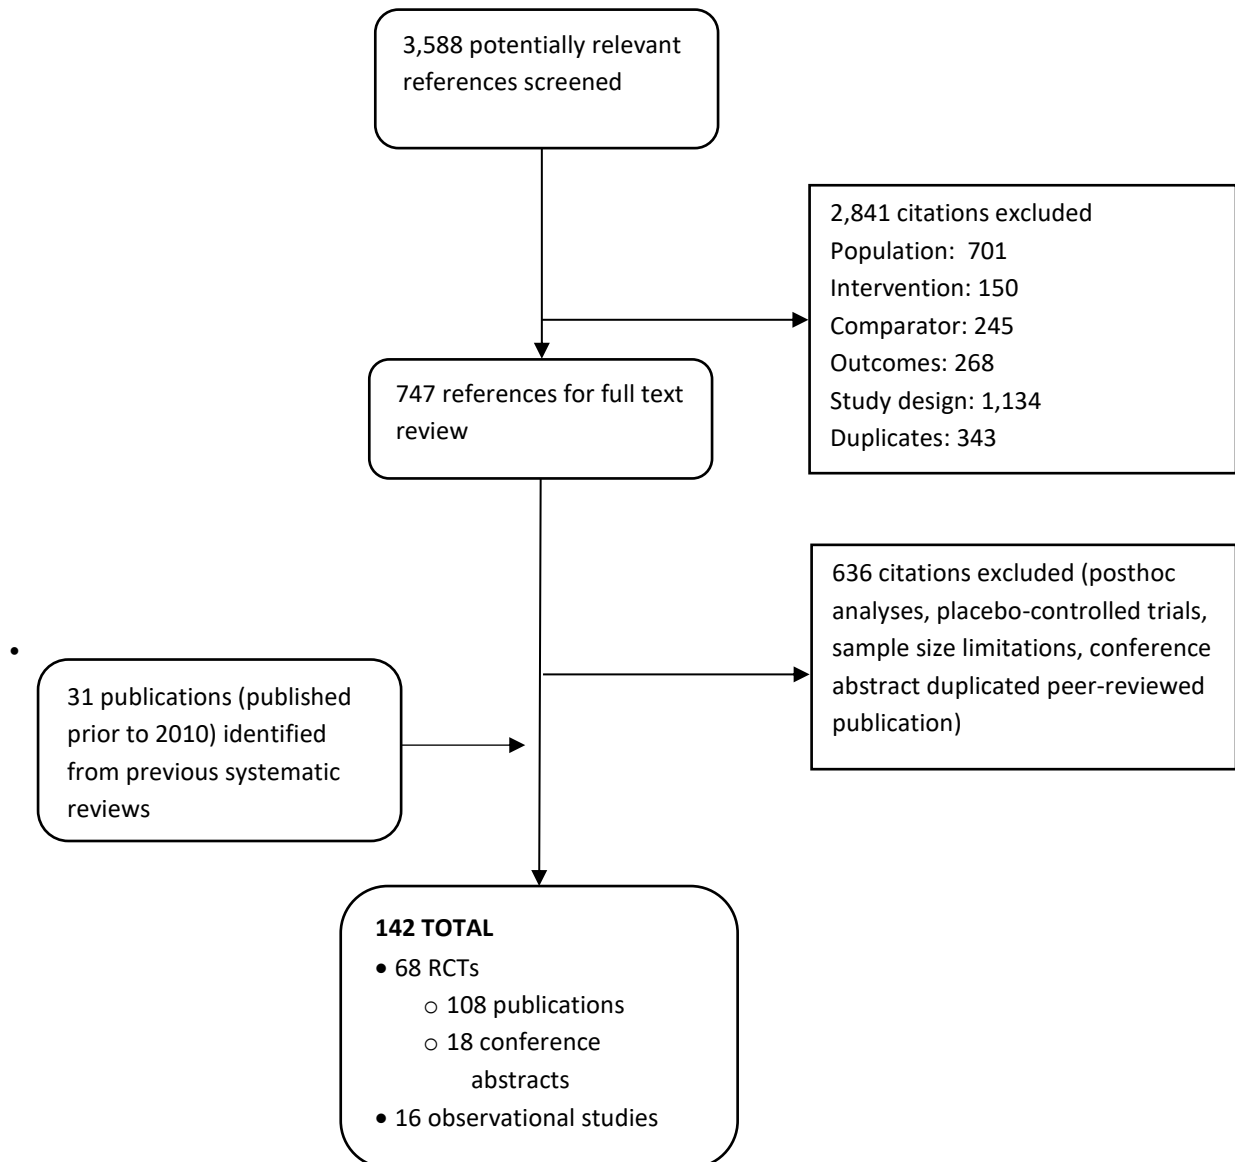 3,588 potentially relevant
references screened
2,841 citations excluded
Population:  701
Intervention: 150
Comparator: 245
Outcomes: 268
Study design: 1,134
Duplicates: 343
747 references for full text
review
636 citations excluded (posthoc
analyses, placebo-controlled trials,
sample size limitations, conference
abstract duplicated peer-reviewed
publication)
•
31 publications (published
prior to 2010) identified
from previous systematic
reviews
142 TOTAL
• 68 RCTs
o 108 publications
o 18 conference
abstracts
• 16 observational studies